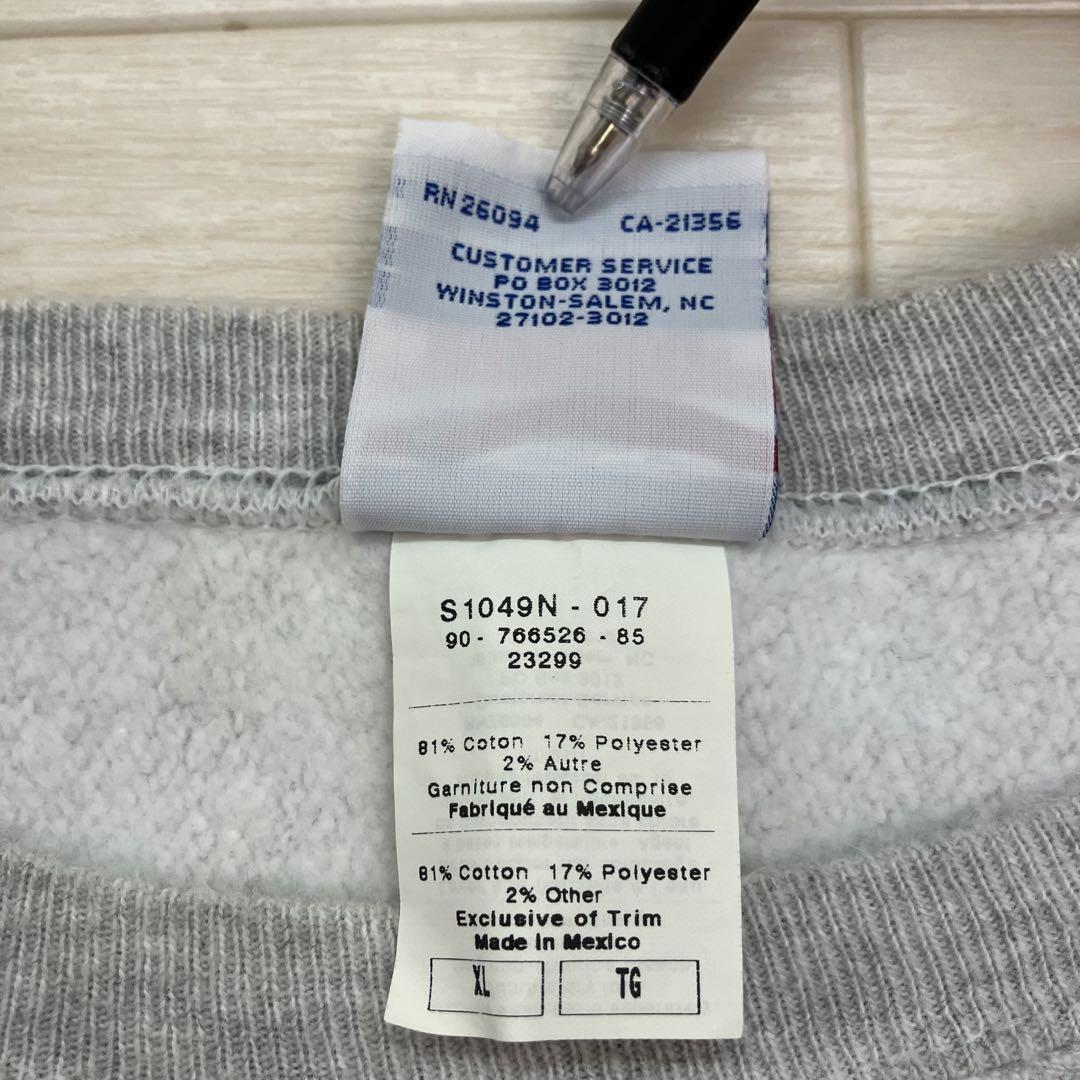 RN 26094 CA-21356
CUSTOMER SERVICE
PO BOX 3012
WINSTON-SALEM, NC
27102-3012
S1049N - 017
90 - 766526 - 85
23299
81% Coton 17% Polyester
2% Autre
Garniture non Comprise
Fabriqué au Mexique
81% Cotton 17% Polyester
2% Other
Exclusive of Trim
Made in Mexico
XL TG